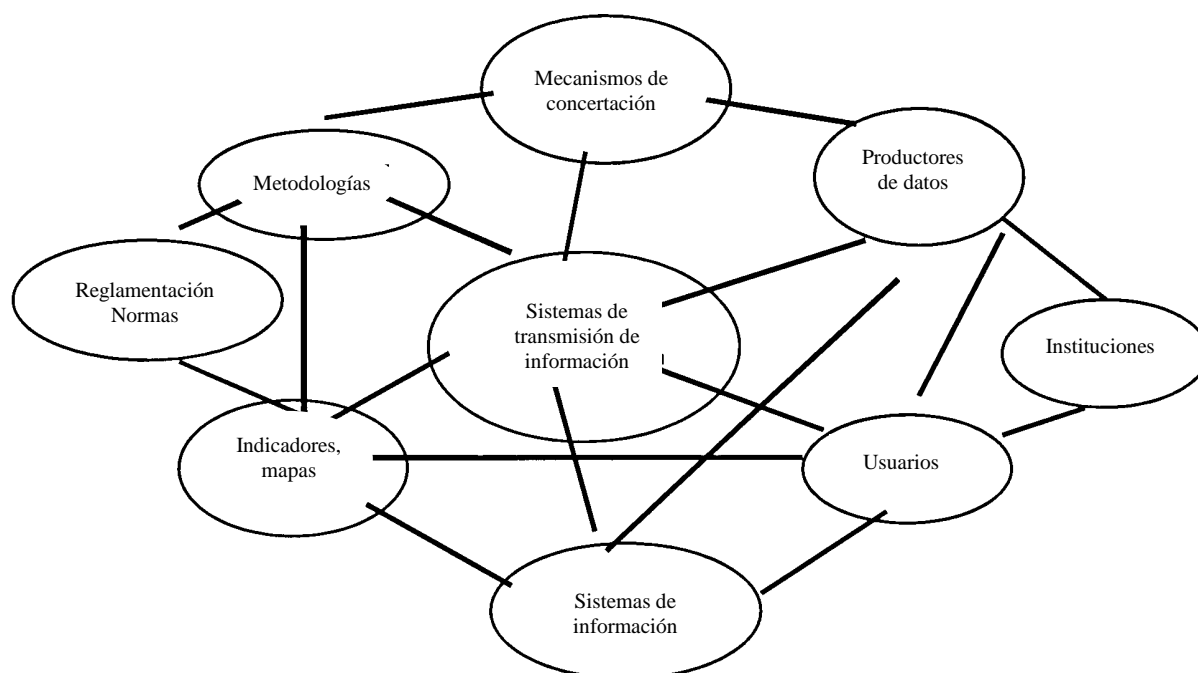 Mecanismos de
concertación
Productores
de datos
Metodologías
Reglamentación
Normas
Sistemas de
transmisión de
información
Instituciones
Indicadores,
mapas
Usuarios
Sistemas de
información